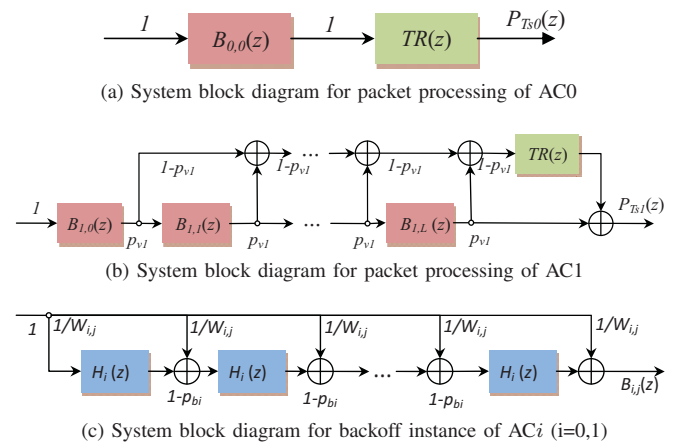 1 B0,0(z) 1 TR(z) PTs0(z)
(a) System block diagram for packet processing of AC0
1-pv1 1-pv1 ... 1-pv1 1-pv1 TR(z)
1 B1,0(z) pv1 B1,1(z) pv1 ... pv1 B1,L (z) pv1 PTs1(z)
(b) System block diagram for packet processing of AC1
1 1/Wi,j 1/Wi,j 1/Wi,j 1/Wi,j 1/Wi,j
Hi (z) 1-pbi Hi (z) 1-pbi ... 1-pbi Hi (z) Bi,j(z)
(c) System block diagram for backoff instance of ACi (i=0,1)